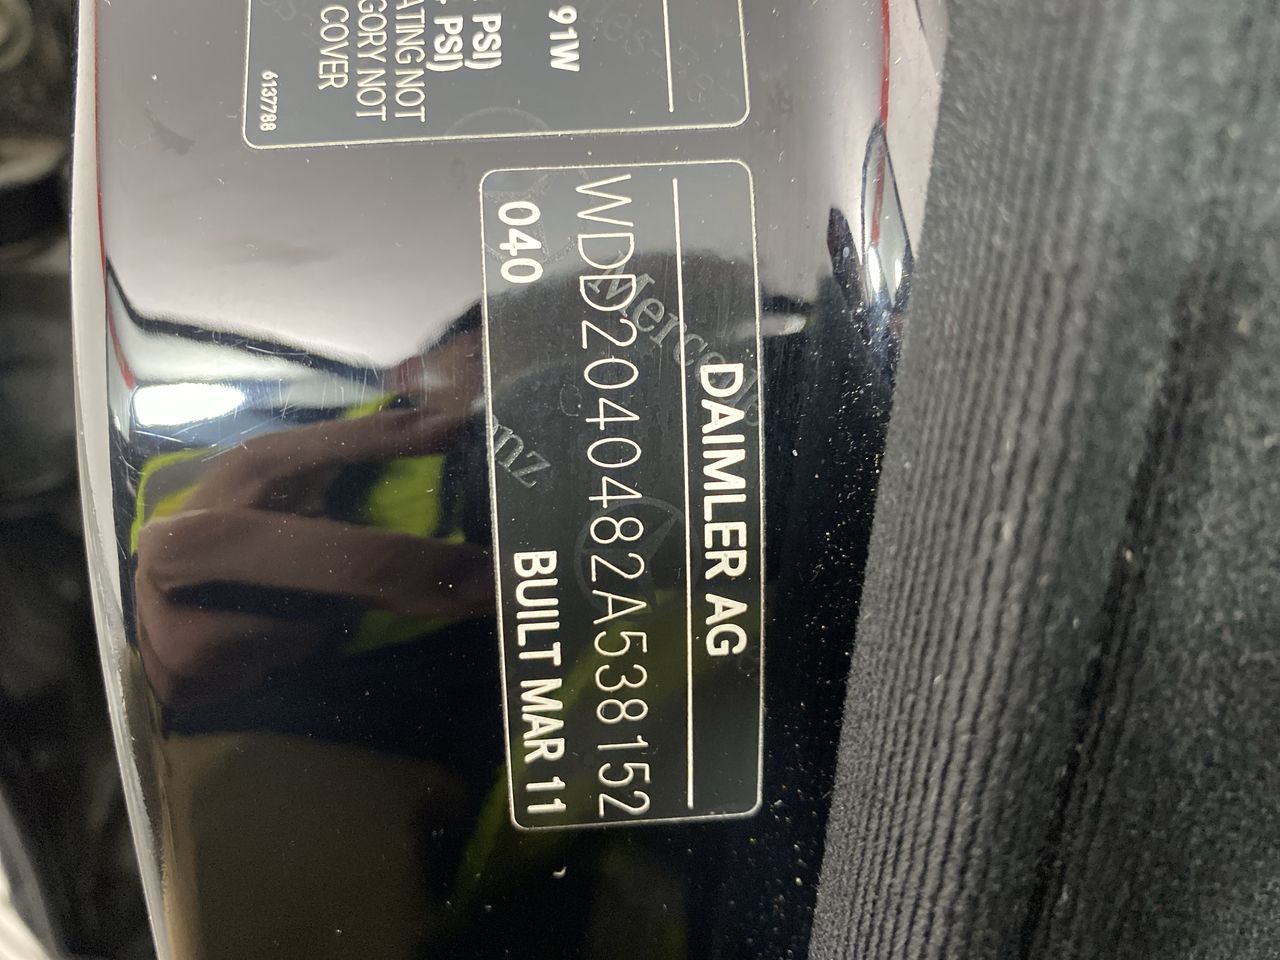 91W
PSI)
PSI)
ATING NOT
GORY NOT
COVER
6137788
DAIMLER AG
WDD2040482A538152
040 BUILT MAR 11